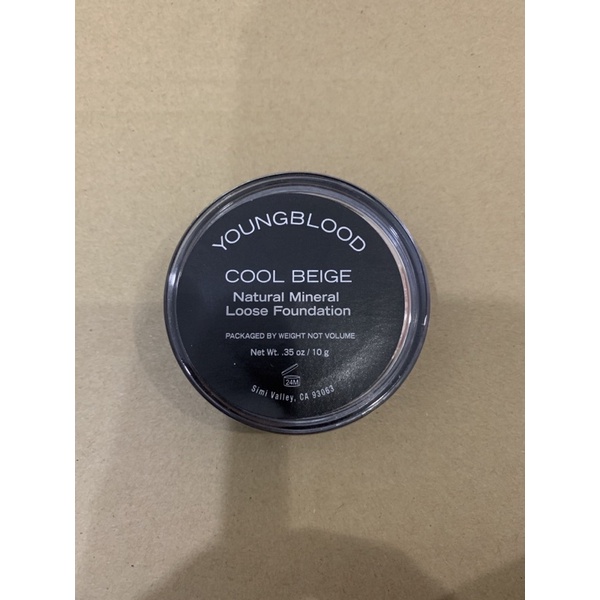 YOUNGBLOOD
COOL BEIGE
Natural Mineral
Loose Foundation
PACKAGED BY WEIGHT NOT VOLUME
Net Wt. .35 oz / 10 g
24M
Simi Valley, CA 93063